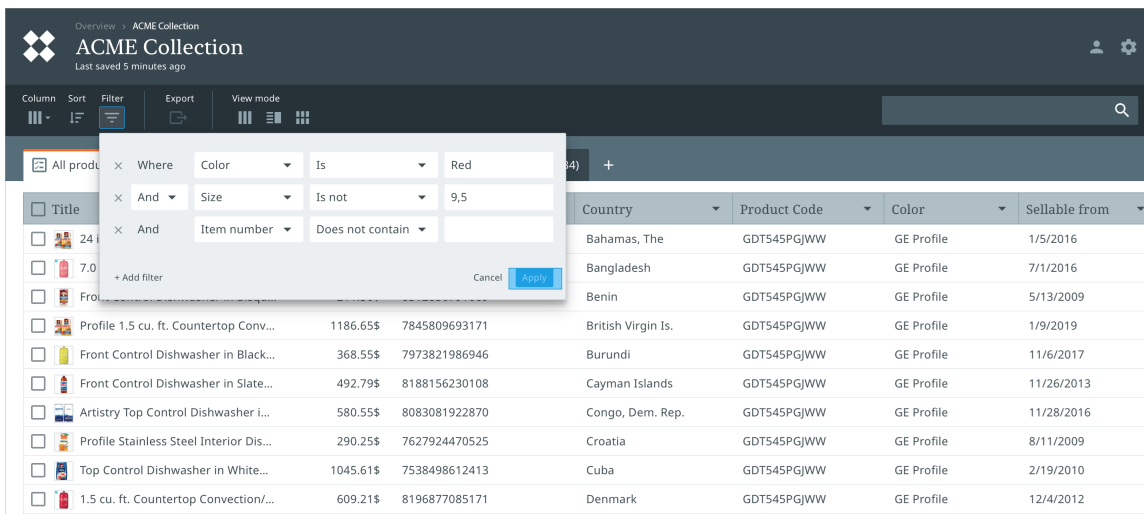 Overview > ACME Collection
ACME Collection
Last saved 5 minutes ago
Column Sort Filter Export View mode
All produ 34) +
× Where Color Is Red
× And Size Is not 9,5
× And Item number Does not contain
+ Add filter Cancel Apply
Title Country Product Code Color Sellable from
24 i Bahamas, The GDT545PGJWW GE Profile 1/5/2016
7.0 Bangladesh GDT545PGJWW GE Profile 7/1/2016
Benin GDT545PGJWW GE Profile 5/13/2009
Profile 1.5 cu. ft. Countertop Conv... 1186.65$ 7845809693171 British Virgin Is. GDT545PGJWW GE Profile 1/9/2019
Front Control Dishwasher in Black... 368.55$ 7973821986946 Burundi GDT545PGJWW GE Profile 11/6/2017
Front Control Dishwasher in Slate... 492.79$ 8188156230108 Cayman Islands GDT545PGJWW GE Profile 11/26/2013
Artistry Top Control Dishwasher i... 580.55$ 8083081922870 Congo, Dem. Rep. GDT545PGJWW GE Profile 11/28/2016
Profile Stainless Steel Interior Dis... 290.25$ 7627924470525 Croatia GDT545PGJWW GE Profile 8/11/2009
Top Control Dishwasher in White... 1045.61$ 7538498612413 Cuba GDT545PGJWW GE Profile 2/19/2010
1.5 cu. ft. Countertop Convection/... 609.21$ 8196877085171 Denmark GDT545PGJWW GE Profile 12/4/2012